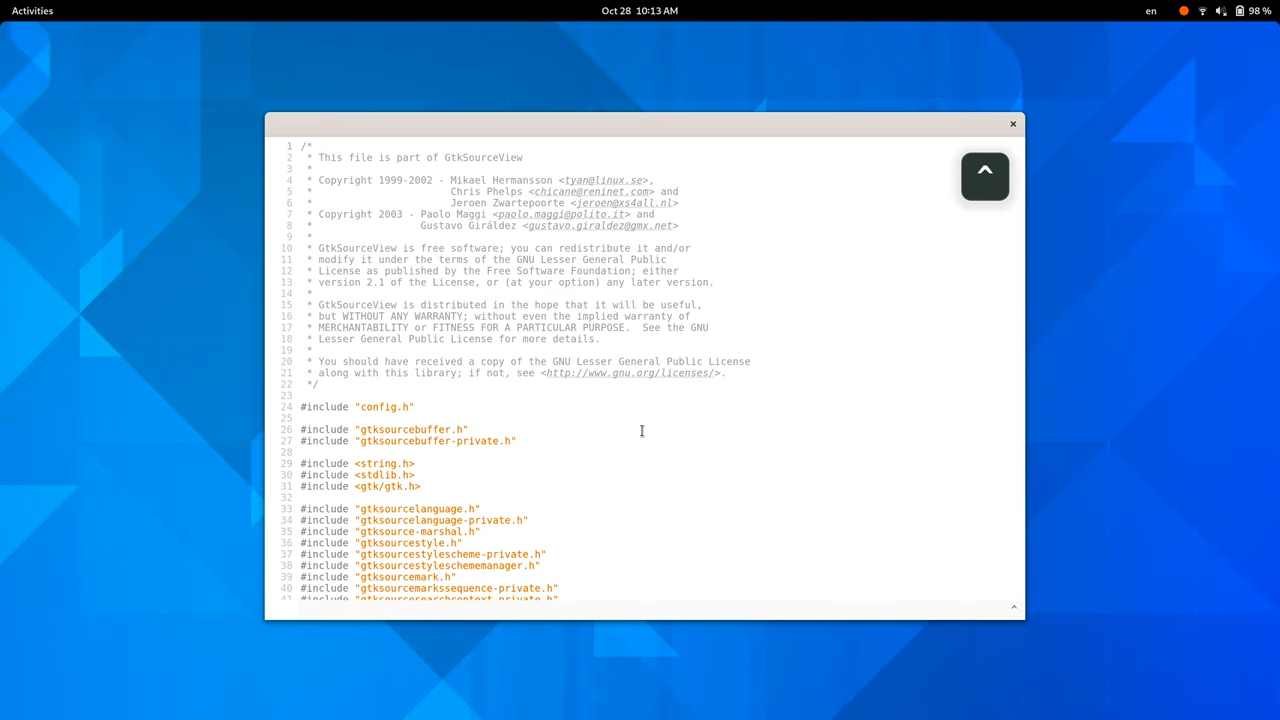 Activities
Oct 28 10:13 AM
en
98 %
×
^
1 /*
2 * This file is part of GtkSourceView
3 *
4 * Copyright 1999-2002 - Mikael Hermansson <tyan@linux.se>,
5 * Chris Phelps <chicane@reninet.com> and
6 * Jeroen Zwartepoorte <jeroen@xs4all.nl>
7 * Copyright 2003 - Paolo Maggi <paolo.maggi@polito.it> and
8 * Gustavo Giráldez <gustavo.giraldez@gmx.net>
9 *
10 * GtkSourceView is free software; you can redistribute it and/or
11 * modify it under the terms of the GNU Lesser General Public
12 * License as published by the Free Software Foundation; either
13 * version 2.1 of the License, or (at your option) any later version.
14 *
15 * GtkSourceView is distributed in the hope that it will be useful,
16 * but WITHOUT ANY WARRANTY; without even the implied warranty of
17 * MERCHANTABILITY or FITNESS FOR A PARTICULAR PURPOSE.  See the GNU
18 * Lesser General Public License for more details.
19 *
20 * You should have received a copy of the GNU Lesser General Public License
21 * along with this library; if not, see <http://www.gnu.org/licenses/>.
22 */
23
24 #include "config.h"
25
26 #include "gtksourcebuffer.h"
27 #include "gtksourcebuffer-private.h"
28
29 #include <string.h>
30 #include <stdlib.h>
31 #include <gtk/gtk.h>
32
33 #include "gtksourcelanguage.h"
34 #include "gtksourcelanguage-private.h"
35 #include "gtksource-marshal.h"
36 #include "gtksourcestyle.h"
37 #include "gtksourcestylescheme-private.h"
38 #include "gtksourcestyleschememanager.h"
39 #include "gtksourcemark.h"
40 #include "gtksourcemarkssequence-private.h"
41 #include "gtksourcesearchcontext-private.h"